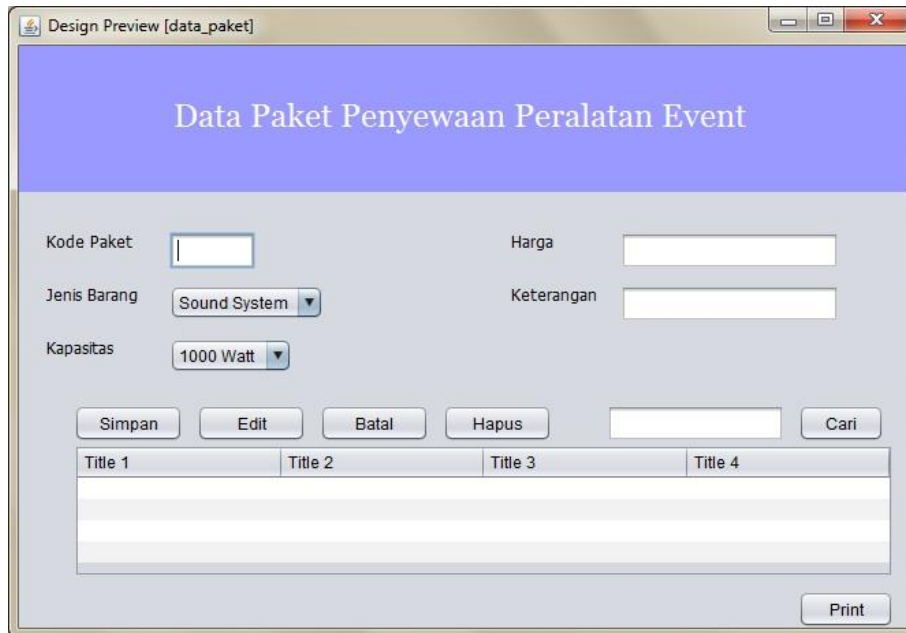 Design Preview [data_paket]
Data Paket Penyewaan Peralatan Event
Kode Paket
Harga
Jenis Barang
Sound System
Keterangan
Kapasitas
1000 Watt
Simpan Edit Batal Hapus Cari
Title 1 Title 2 Title 3 Title 4
Print